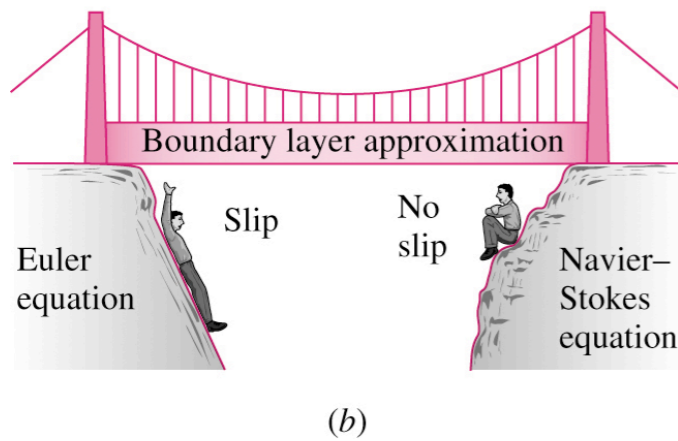 Boundary layer approximation
Slip
No
slip
Euler
equation
Navier–
Stokes
equation
(b)